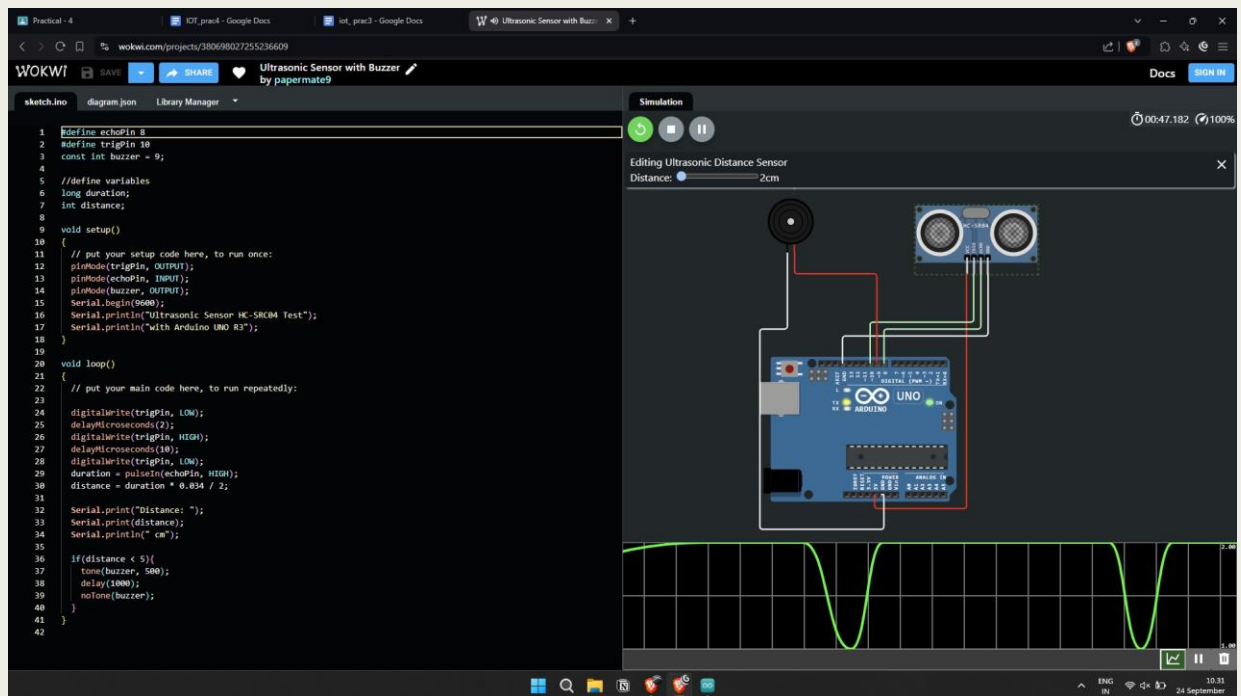 Practical - 4
IOT_prac4 - Google Docs
iot_prac3 - Google Docs
Ultrasonic Sensor with Buzz
wokwi.com/projects/380698027255236609
WOKWI
SAVE
SHARE
Ultrasonic Sensor with Buzzer
by papermate9
Docs
SIGN IN
sketch.ino
diagram.json
Library Manager
1 #define echoPin 8
2 #define trigPin 10
3 const int buzzer = 9;
4
5 //define variables
6 long duration;
7 int distance;
8
9 void setup()
10 {
11 // put your setup code here, to run once:
12 pinMode(trigPin, OUTPUT);
13 pinMode(echoPin, INPUT);
14 pinMode(buzzer, OUTPUT);
15 Serial.begin(9600);
16 Serial.println("Ultrasonic Sensor HC-SRC04 Test");
17 Serial.println("with Arduino UNO R3");
18 }
19
20 void loop()
21 {
22 // put your main code here, to run repeatedly:
23
24 digitalWrite(trigPin, LOW);
25 delayMicroseconds(2);
26 digitalWrite(trigPin, HIGH);
27 delayMicroseconds(10);
28 digitalWrite(trigPin, LOW);
29 duration = pulseIn(echoPin, HIGH);
30 distance = duration * 0.034 / 2;
31
32 Serial.print("Distance: ");
33 Serial.print(distance);
34 Serial.println(" cm");
35
36 if(distance < 5){
37 tone(buzzer, 500);
38 delay(1000);
39 noTone(buzzer);
40 }
41 }
42
Simulation
00:47.182 100%
Editing Ultrasonic Distance Sensor
Distance: 2cm
HC-SR04
DIGITAL (PWM ~)
UNO
ARDUINO
TX
RX
L
ON
POWER
ANALOG IN
2.00
1.00
ENG
IN
10.31
24 September